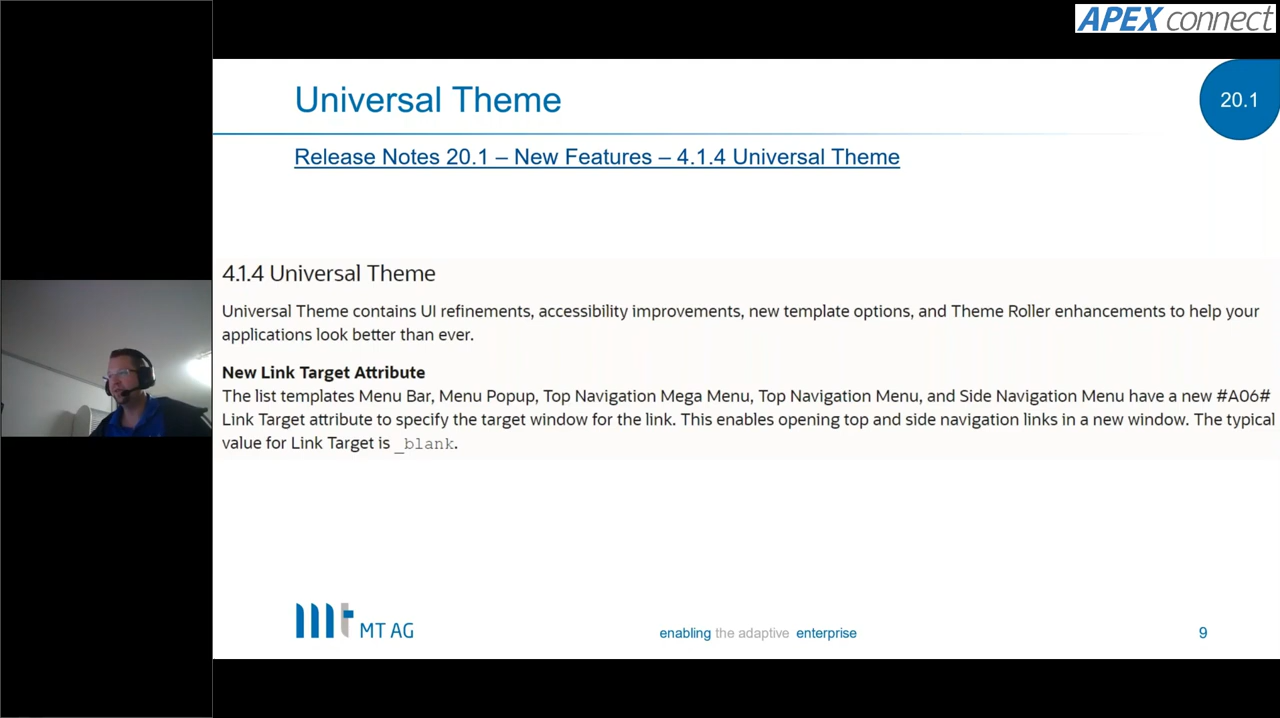 APEX connect
Universal Theme
20.1
Release Notes 20.1 – New Features – 4.1.4 Universal Theme
4.1.4 Universal Theme
Universal Theme contains UI refinements, accessibility improvements, new template options, and Theme Roller enhancements to help your
applications look better than ever.
New Link Target Attribute
The list templates Menu Bar, Menu Popup, Top Navigation Mega Menu, Top Navigation Menu, and Side Navigation Menu have a new #A06#
Link Target attribute to specify the target window for the link. This enables opening top and side navigation links in a new window. The typical
value for Link Target is _blank.
mt MT AG
enabling the adaptive enterprise
9